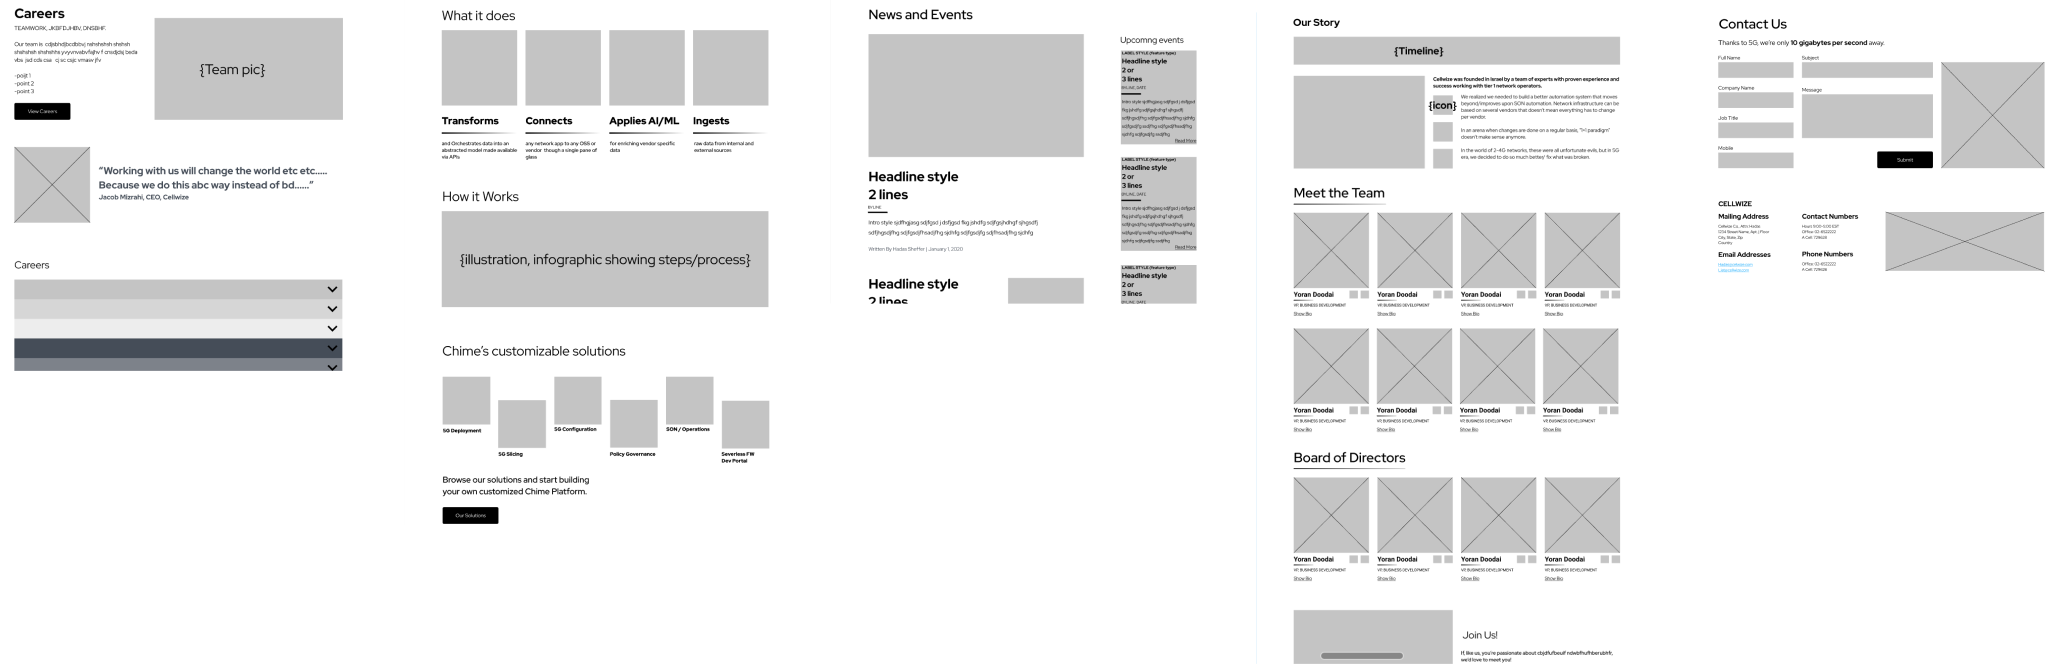 Careers
TEAMWORK, JKBFDJHBV, DNSBHF.
Our team is cdjsbhdjbcdbbvj nshshshsh shshsh
shshshsh shshshhs yvyvnvabvfajhv f cnsdjdsj beda
vbs. jsd cds csa cj sc csjc vmasv jfv
-poijt 1
-point 2
-point 3
View Careers
{Team pic}
“Working with us will change the world etc etc.....
Because we do this abc way instead of bd......”
Jacob Mizrahi, CEO, Cellwize
Careers
What it does
Transforms
and Orchestrates data into an
abstracted model made available
via APIs
Connects
any network app to any OSS or
vendor though a single pane of
glass
Applies AI/ML
for enriching vendor specific
data
Ingests
raw data from internal and
external sources
How it Works
{illustration, infographic showing steps/process}
Chime’s customizable solutions
5G Deployment
5G Slicing
5G Configuration
Policy Governance
SON / Operations
Severless FW
Dev Portal
Browse our solutions and start building
your own customized Chime Platform.
Our Solutions
News and Events
Headline style
2 lines
BYLINE
Intro style sjdfhgjasg sdjfgsd j dsfjgsd fkg jshdfg sdfgsjhdhgf sjhgsdfj
sdfjhgsdjfhg sdjfgsdjfhsadjfhg sjdhfg sdjfgsdjfg sdjfhsadjfhg sjdhfg
Written By Hadas Sheffer | January 1, 2020
Headline style
2 lines
Upcomng events
LABEL STYLE (feature type)
Headline style
2 or
3 lines
BYLINE, DATE
Intro style sjdfhgjasg sdjfgsd j dsfjgsd
fkg jshdfg sdfgsjhdhgf sjhgsdfj
sdfjhgsdjfhg sdjfgsdjfhsadjfhg sjdhfg
sdjfgsdjfg sdjfhsadjfhg sjdhfg
sdjfgsdjfg sdjfhsadjfhg
Read More
LABEL STYLE (feature type)
Headline style
2 or
3 lines
BYLINE, DATE
Intro style sjdfhgjasg sdjfgsd j dsfjgsd
fkg jshdfg sdfgsjhdhgf sjhgsdfj
sdfjhgsdjfhg sdjfgsdjfhsadjfhg sjdhfg
sdjfgsdjfg sdjfhsadjfhg sjdhfg
sdjfgsdjfg sdjfhsadjfhg
Read More
LABEL STYLE (feature type)
Headline style
2 or
3 lines
BYLINE, DATE
Our Story
{Timeline}
Cellwize was founded in Israel by a team of experts with proven experience and
success working with tier 1 network operators.
{icon}
We realized we needed to build a better automation system that moves
beyond/improves upon SON automation. Network infrastructure can be
based on several vendors that doesn’t mean everything has to change
per vendor.
In an arena when changes are done on a regular basis, “1+1 paradigm”
doesn’t make sense anymore.
In the world of 2-4G networks, these were all unfortunate evils, but in 5G
era, we decided to do so much bettey’ fix what was broken.
Meet the Team
Yoran Doodai
VP, BUSINESS DEVELOPMENT
Show Bio
Yoran Doodai
VP, BUSINESS DEVELOPMENT
Show Bio
Yoran Doodai
VP, BUSINESS DEVELOPMENT
Show Bio
Yoran Doodai
VP, BUSINESS DEVELOPMENT
Show Bio
Yoran Doodai
VP, BUSINESS DEVELOPMENT
Show Bio
Yoran Doodai
VP, BUSINESS DEVELOPMENT
Show Bio
Yoran Doodai
VP, BUSINESS DEVELOPMENT
Show Bio
Yoran Doodai
VP, BUSINESS DEVELOPMENT
Show Bio
Board of Directors
Yoran Doodai
VP, BUSINESS DEVELOPMENT
Show Bio
Yoran Doodai
VP, BUSINESS DEVELOPMENT
Show Bio
Yoran Doodai
VP, BUSINESS DEVELOPMENT
Show Bio
Yoran Doodai
VP, BUSINESS DEVELOPMENT
Show Bio
Join Us!
If, like us, you’re passionate about cbjdfufbeuif ndwbfhufhberubhfr,
we’d love to meet you!
Contact Us
Thanks to 5G, we’re only 10 gigabytes per second away.
Full Name
Company Name
Job Title
Mobile
Subject
Message
Submit
CELLWIZE
Mailing Address
Cellwize Co, Attn: Hadas
1234 Street Name, Apt. / Floor
City, State, Zip
Country
Email Addresses
Contact Numbers
Hours 9:00-5:00 EST
Office: 03-6522222
A Cell: 729628
Phone Numbers
Office: 03-6522222
A Cell: 729628